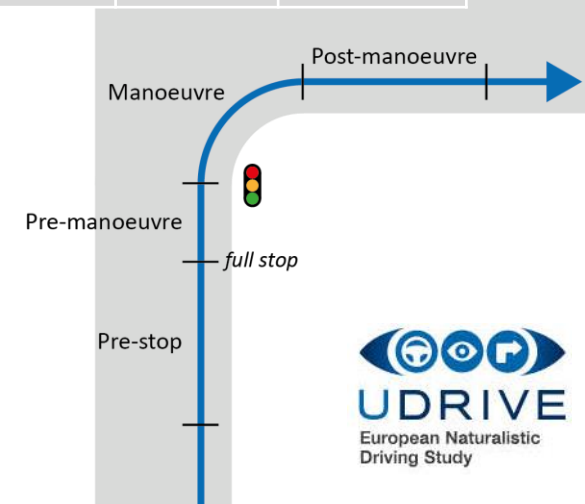 Post-manoeuvre
Manoeuvre
Pre-manoeuvre
full stop
Pre-stop
UDRIVE
European Naturalistic
Driving Study